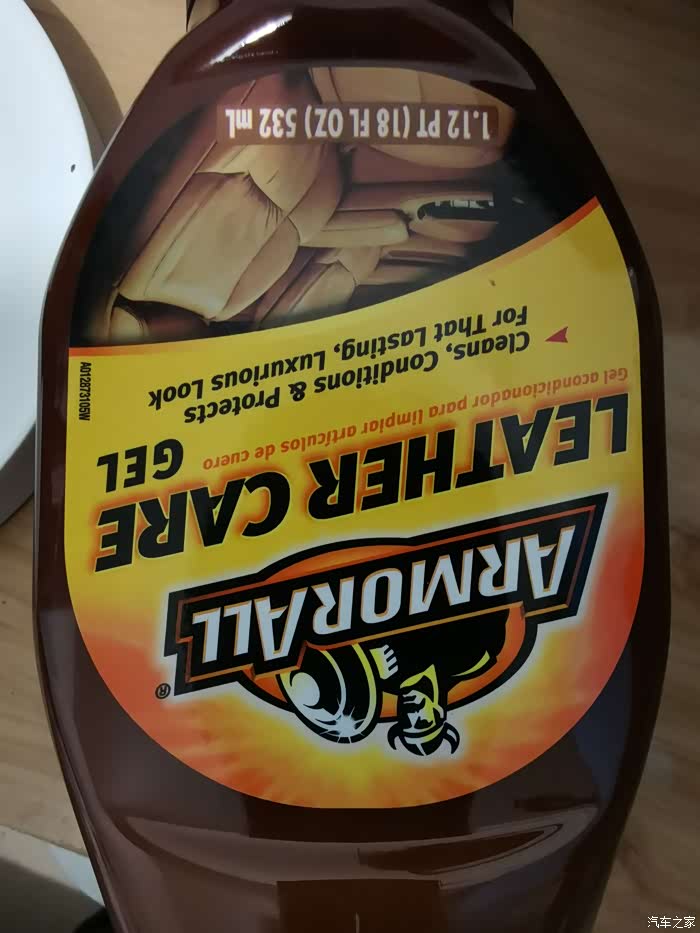 ARMORALL
®
LEATHER CARE
Gel acondicionador para limpiar artículos de cuero
GEL
Cleans, Conditions & Protects
For That Lasting, Luxurious Look
A012873105W
1.12 PT (18 FL OZ) 532 mL
汽车之家